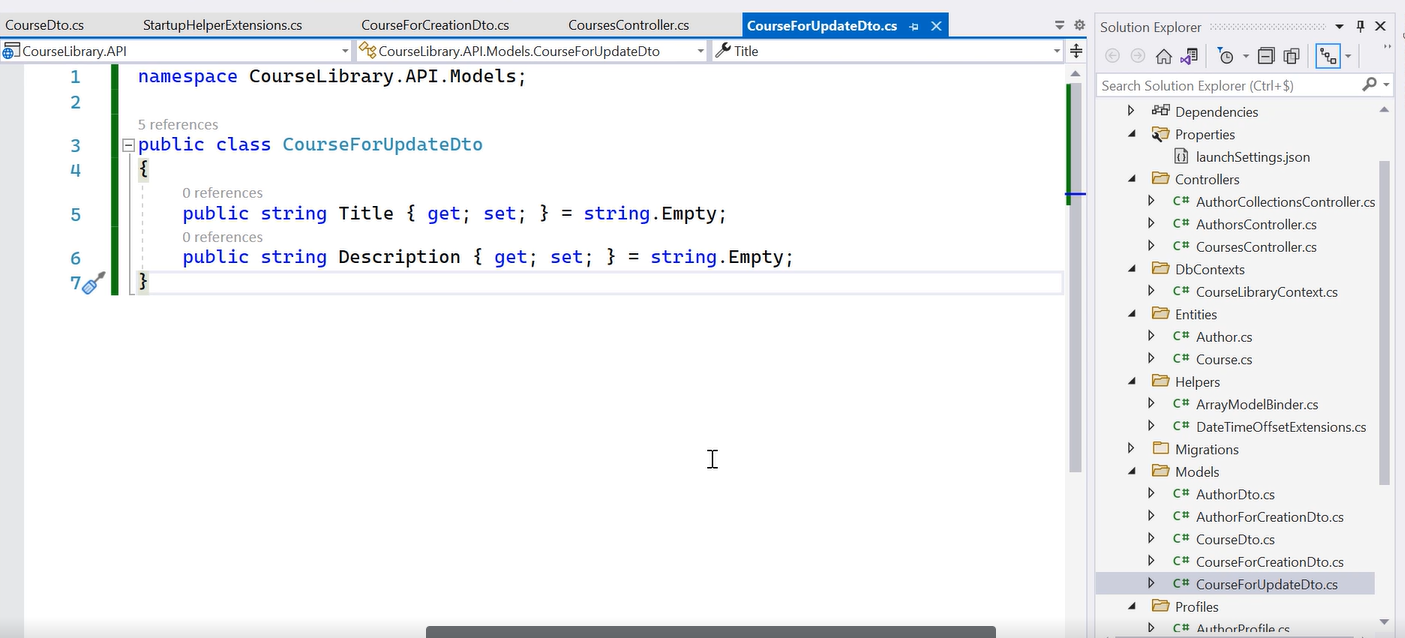 CourseDto.cs StartupHelperExtensions.cs CourseForCreationDto.cs CoursesController.cs CourseForUpdateDto.cs
CourseLibrary.API CourseLibrary.API.Models.CourseForUpdateDto Title
1 namespace CourseLibrary.API.Models;
2
5 references
3 public class CourseForUpdateDto
4 {
0 references
5 public string Title { get; set; } = string.Empty;
0 references
6 public string Description { get; set; } = string.Empty;
7 }
Solution Explorer
Search Solution Explorer (Ctrl+$)
Dependencies
Properties
launchSettings.json
Controllers
C# AuthorCollectionsController.cs
C# AuthorsController.cs
C# CoursesController.cs
DbContexts
C# CourseLibraryContext.cs
Entities
C# Author.cs
C# Course.cs
Helpers
C# ArrayModelBinder.cs
C# DateTimeOffsetExtensions.cs
Migrations
Models
C# AuthorDto.cs
C# AuthorForCreationDto.cs
C# CourseDto.cs
C# CourseForCreationDto.cs
C# CourseForUpdateDto.cs
Profiles
C# AuthorProfile.cs